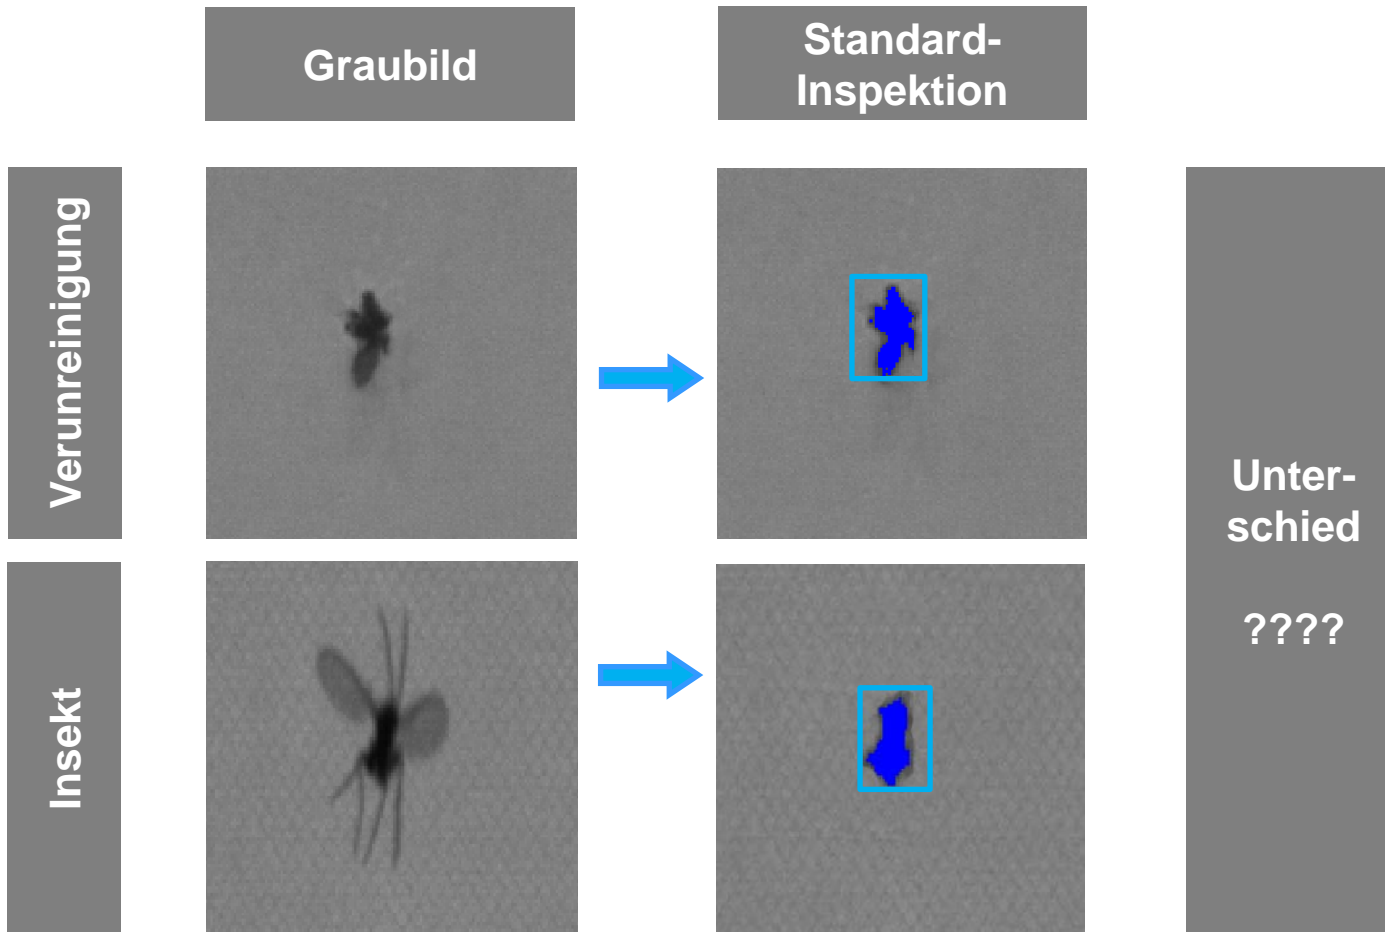 Graubild
Standard-
Inspektion
Verunreinigung
Insekt
Unter-
schied
????